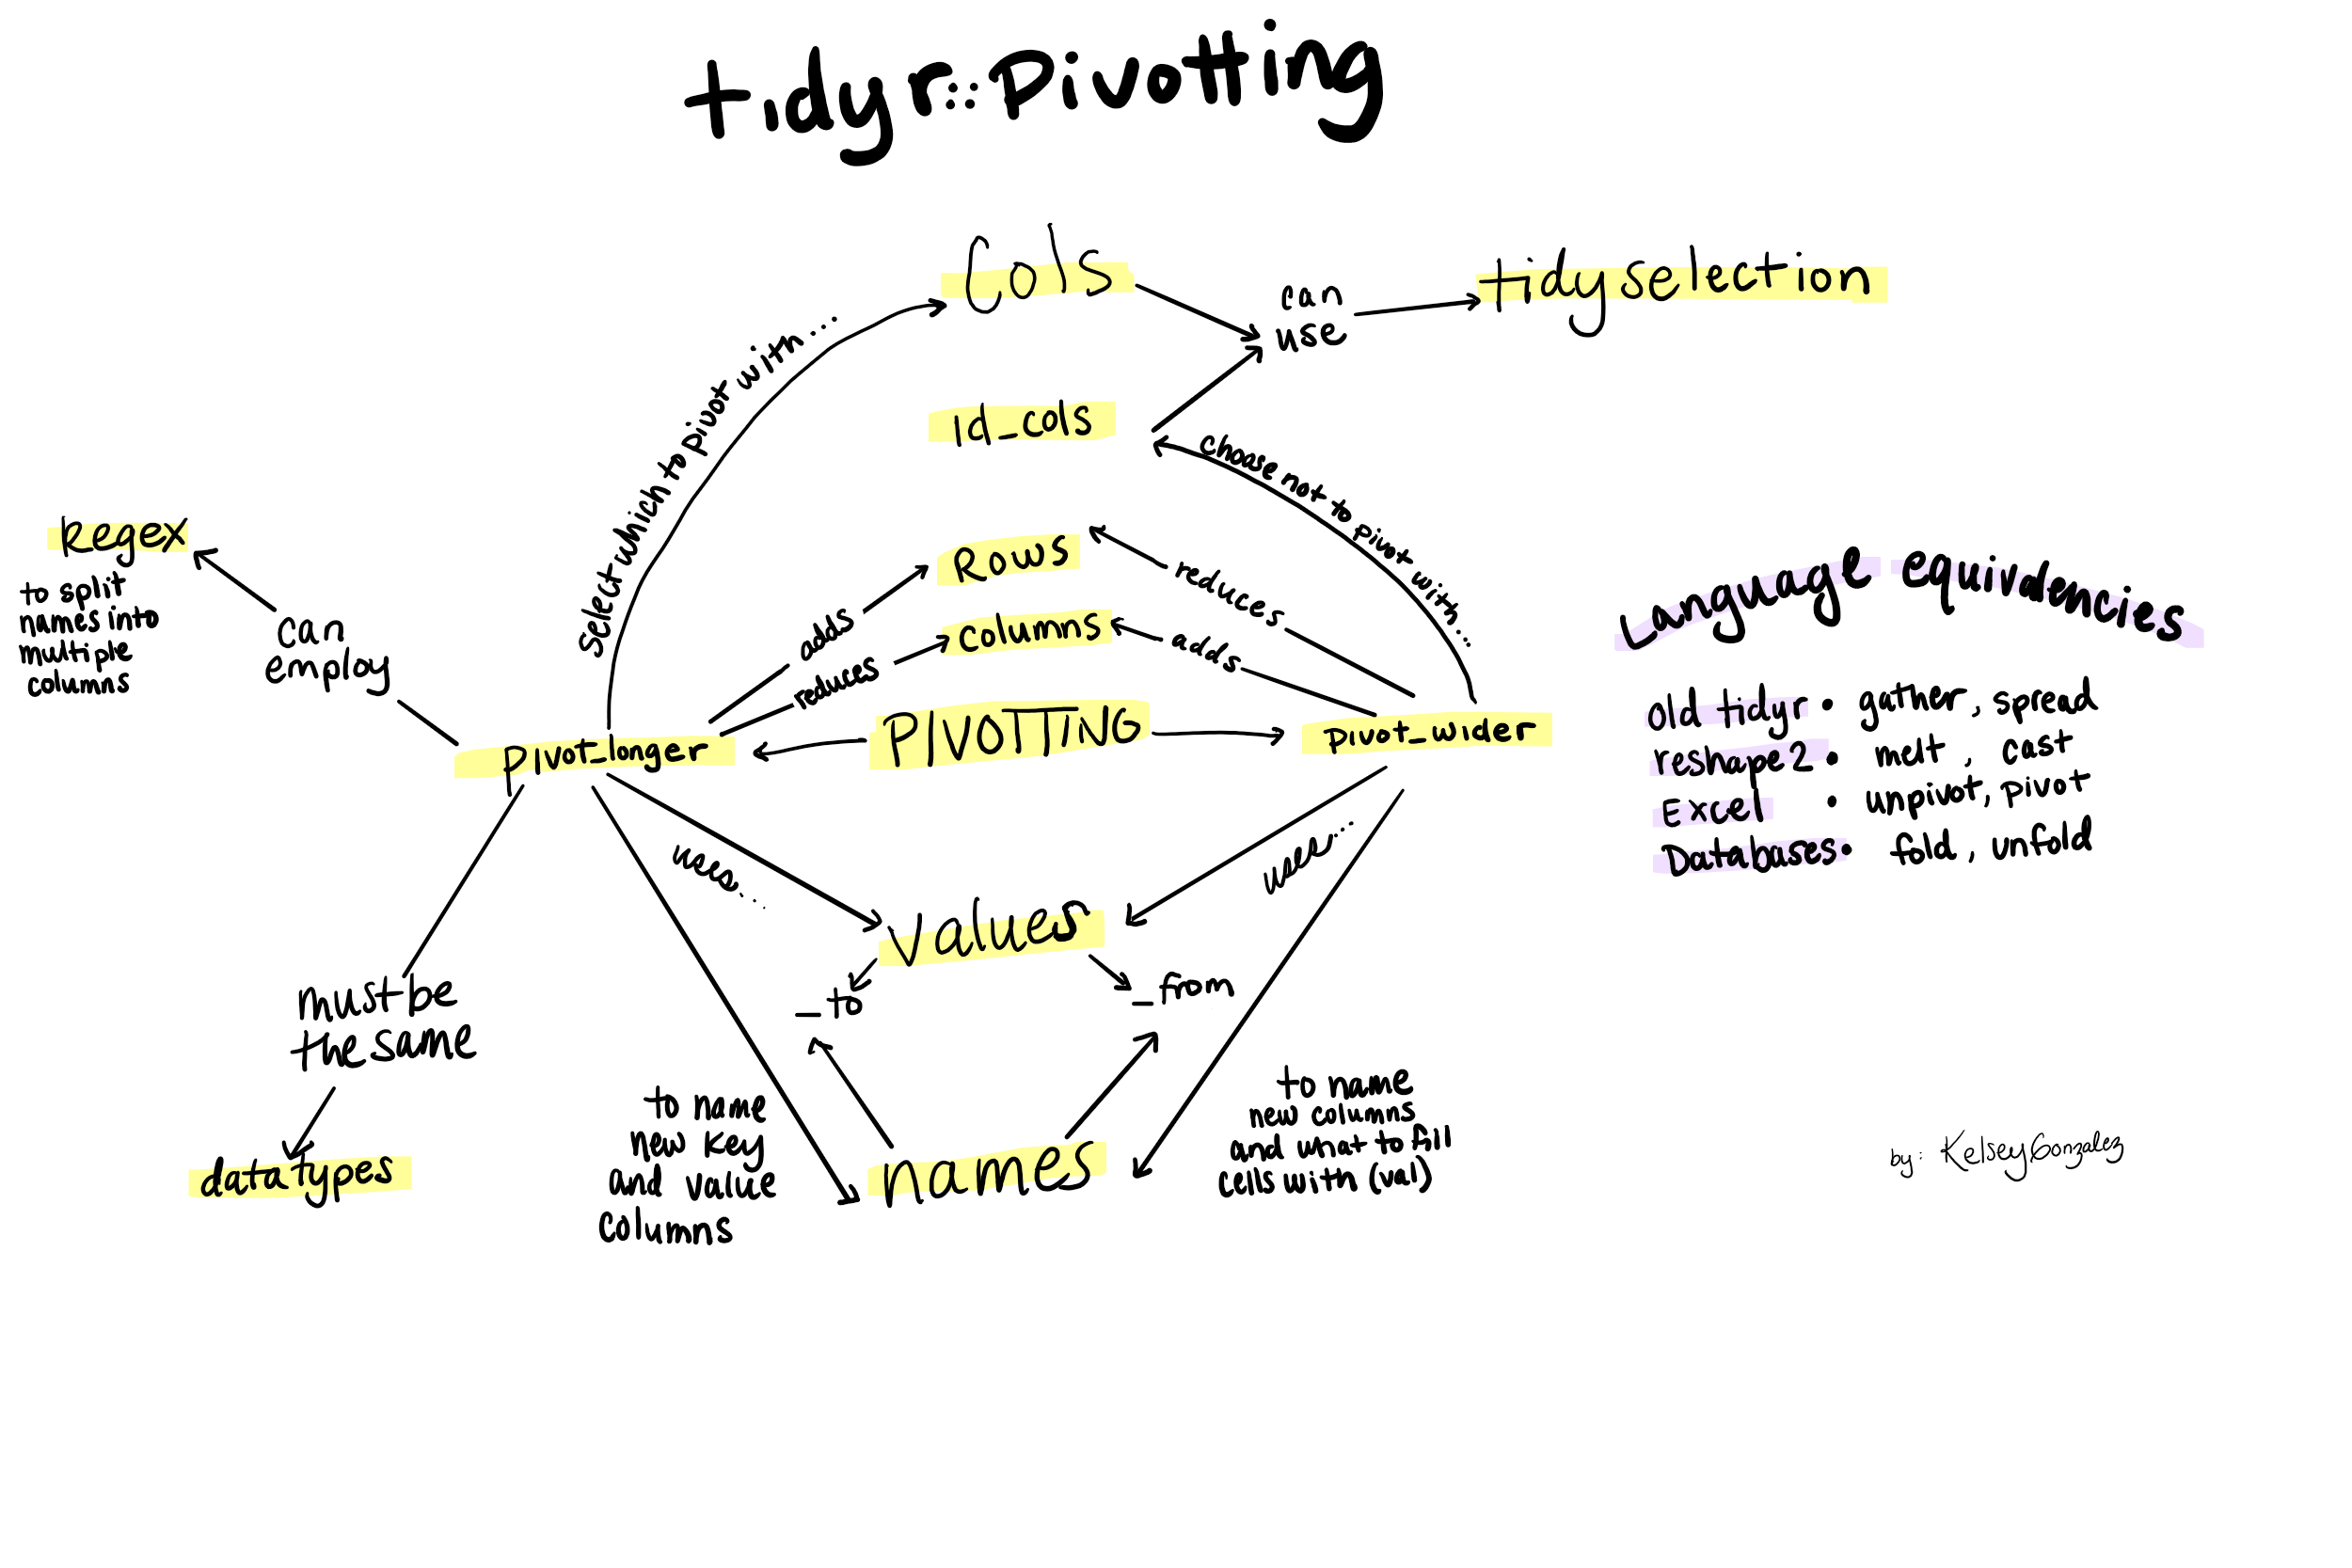 tidyr::Pivotting
Cols
can
use
tidyselection
select which to pivot with....
id_cols
choose not to pivot with...
Regex
to split
names into
multiple
columns
can
employ
Rows
adds
reduces
columns
reduces
adds
PIVOTTING
pivot_longer
pivot_wider
Language equivalencies
old tidyr • gather, spread
reshape2 • melt, cast
Excel • unpivot, pivot
Databases • fold, unfold
uses....
uses....
values
_to
_from
must be
the same
datatypes
to name
new key
and value
columns
names
to name
new columns
and what to fill
cells with (val)
by: Kelsey Gonzalez